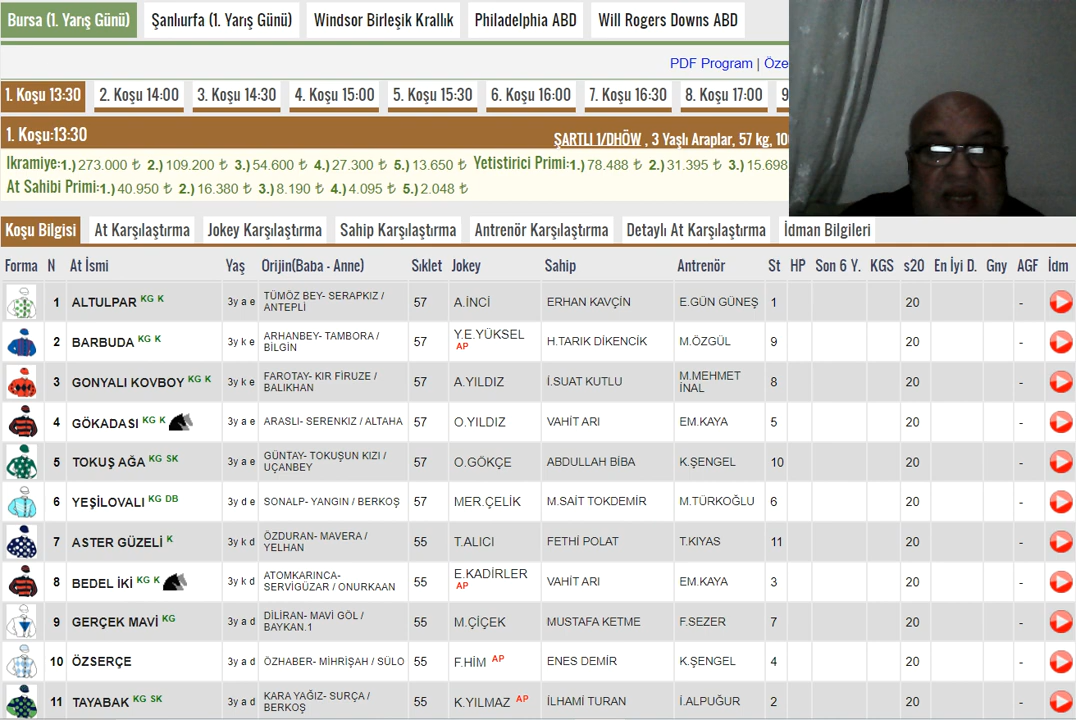 Bursa (1. Yarış Günü) Şanlıurfa (1. Yarış Günü) Windsor Birleşik Krallık Philadelphia ABD Will Rogers Downs ABD
PDF Program | Öze
1. Koşu 13:30 2. Koşu 14:00 3. Koşu 14:30 4. Koşu 15:00 5. Koşu 15:30 6. Koşu 16:00 7. Koşu 16:30 8. Koşu 17:00 9
1. Koşu:13:30 ŞARTLI 1/DHÖW , 3 Yaşlı Araplar, 57 kg, 10
İkramiye:1.) 273.000 ₺ 2.) 109.200 ₺ 3.) 54.600 ₺ 4.) 27.300 ₺ 5.) 13.650 ₺ Yetistirici Primi:1.) 78.488 ₺ 2.) 31.395 ₺ 3.) 15.698
At Sahibi Primi:1.) 40.950 ₺ 2.) 16.380 ₺ 3.) 8.190 ₺ 4.) 4.095 ₺ 5.) 2.048 ₺
Koşu Bilgisi At Karşılaştırma Jokey Karşılaştırma Sahip Karşılaştırma Antrenör Karşılaştırma Detaylı At Karşılaştırma İdman Bilgileri
Forma N At İsmi Yaş Orijin(Baba - Anne) Sıklet Jokey Sahip Antrenör St HP Son 6 Y. KGS s20 En İyi D. Gny AGF İdm
1 ALTULPAR KG K 3y a e TÜMÖZ BEY- SERAPKIZ / ANTEPLİ 57 A.İNCİ ERHAN KAVÇİN E.GÜN GÜNEŞ 1 20 -
2 BARBUDA KG K 3y k e ARHANBEY- TAMBORA / BİLGİN 57 Y.E.YÜKSEL AP H.TARIK DİKENCİK M.ÖZGÜL 9 20 -
3 GONYALI KOVBOY KG K 3y k e FAROTAY- KIR FİRUZE / BALIKHAN 57 A.YILDIZ İ.SUAT KUTLU M.MEHMET İNAL 8 20 -
4 GÖKADASI KG K 3y a e ARASLI- SERENKIZ / ALTAHA 57 O.YILDIZ VAHİT ARI EM.KAYA 5 20 -
5 TOKUŞ AĞA KG SK 3y a e GÜNTAY- TOKUŞUN KIZI / UÇANBEY 57 O.GÖKÇE ABDULLAH BİBA K.ŞENGEL 10 20 -
6 YEŞİLOVALI KG DB 3y d e SONALP- YANGIN / BERKOŞ 57 MER.ÇELİK M.SAİT TOKDEMİR M.TÜRKOĞLU 6 20 -
7 ASTER GÜZELİ K 3y k d ÖZDURAN- MAVERA / YELHAN 55 T.ALICI FETHİ POLAT T.KIYAS 11 20 -
8 BEDEL İKİ KG K 3y k d ATOMKARINCA- SERVİGÜZAR / ONURKAAN 55 E.KADİRLER AP VAHİT ARI EM.KAYA 3 20 -
9 GERÇEK MAVİ KG 3y a d DİLİRAN- MAVİ GÖL / BAYKAN.1 55 M.ÇİÇEK MUSTAFA KETME F.SEZER 7 20 -
10 ÖZSERÇE 3y a d ÖZHABER- MİHRİŞAH / SÜLO 55 F.HİM AP ENES DEMİR K.ŞENGEL 4 20 -
11 TAYABAK KG SK 3y a d KARA YAĞIZ- SURÇA / BERKOŞ 55 K.YILMAZ AP İLHAMİ TURAN İ.ALPUĞUR 2 20 -